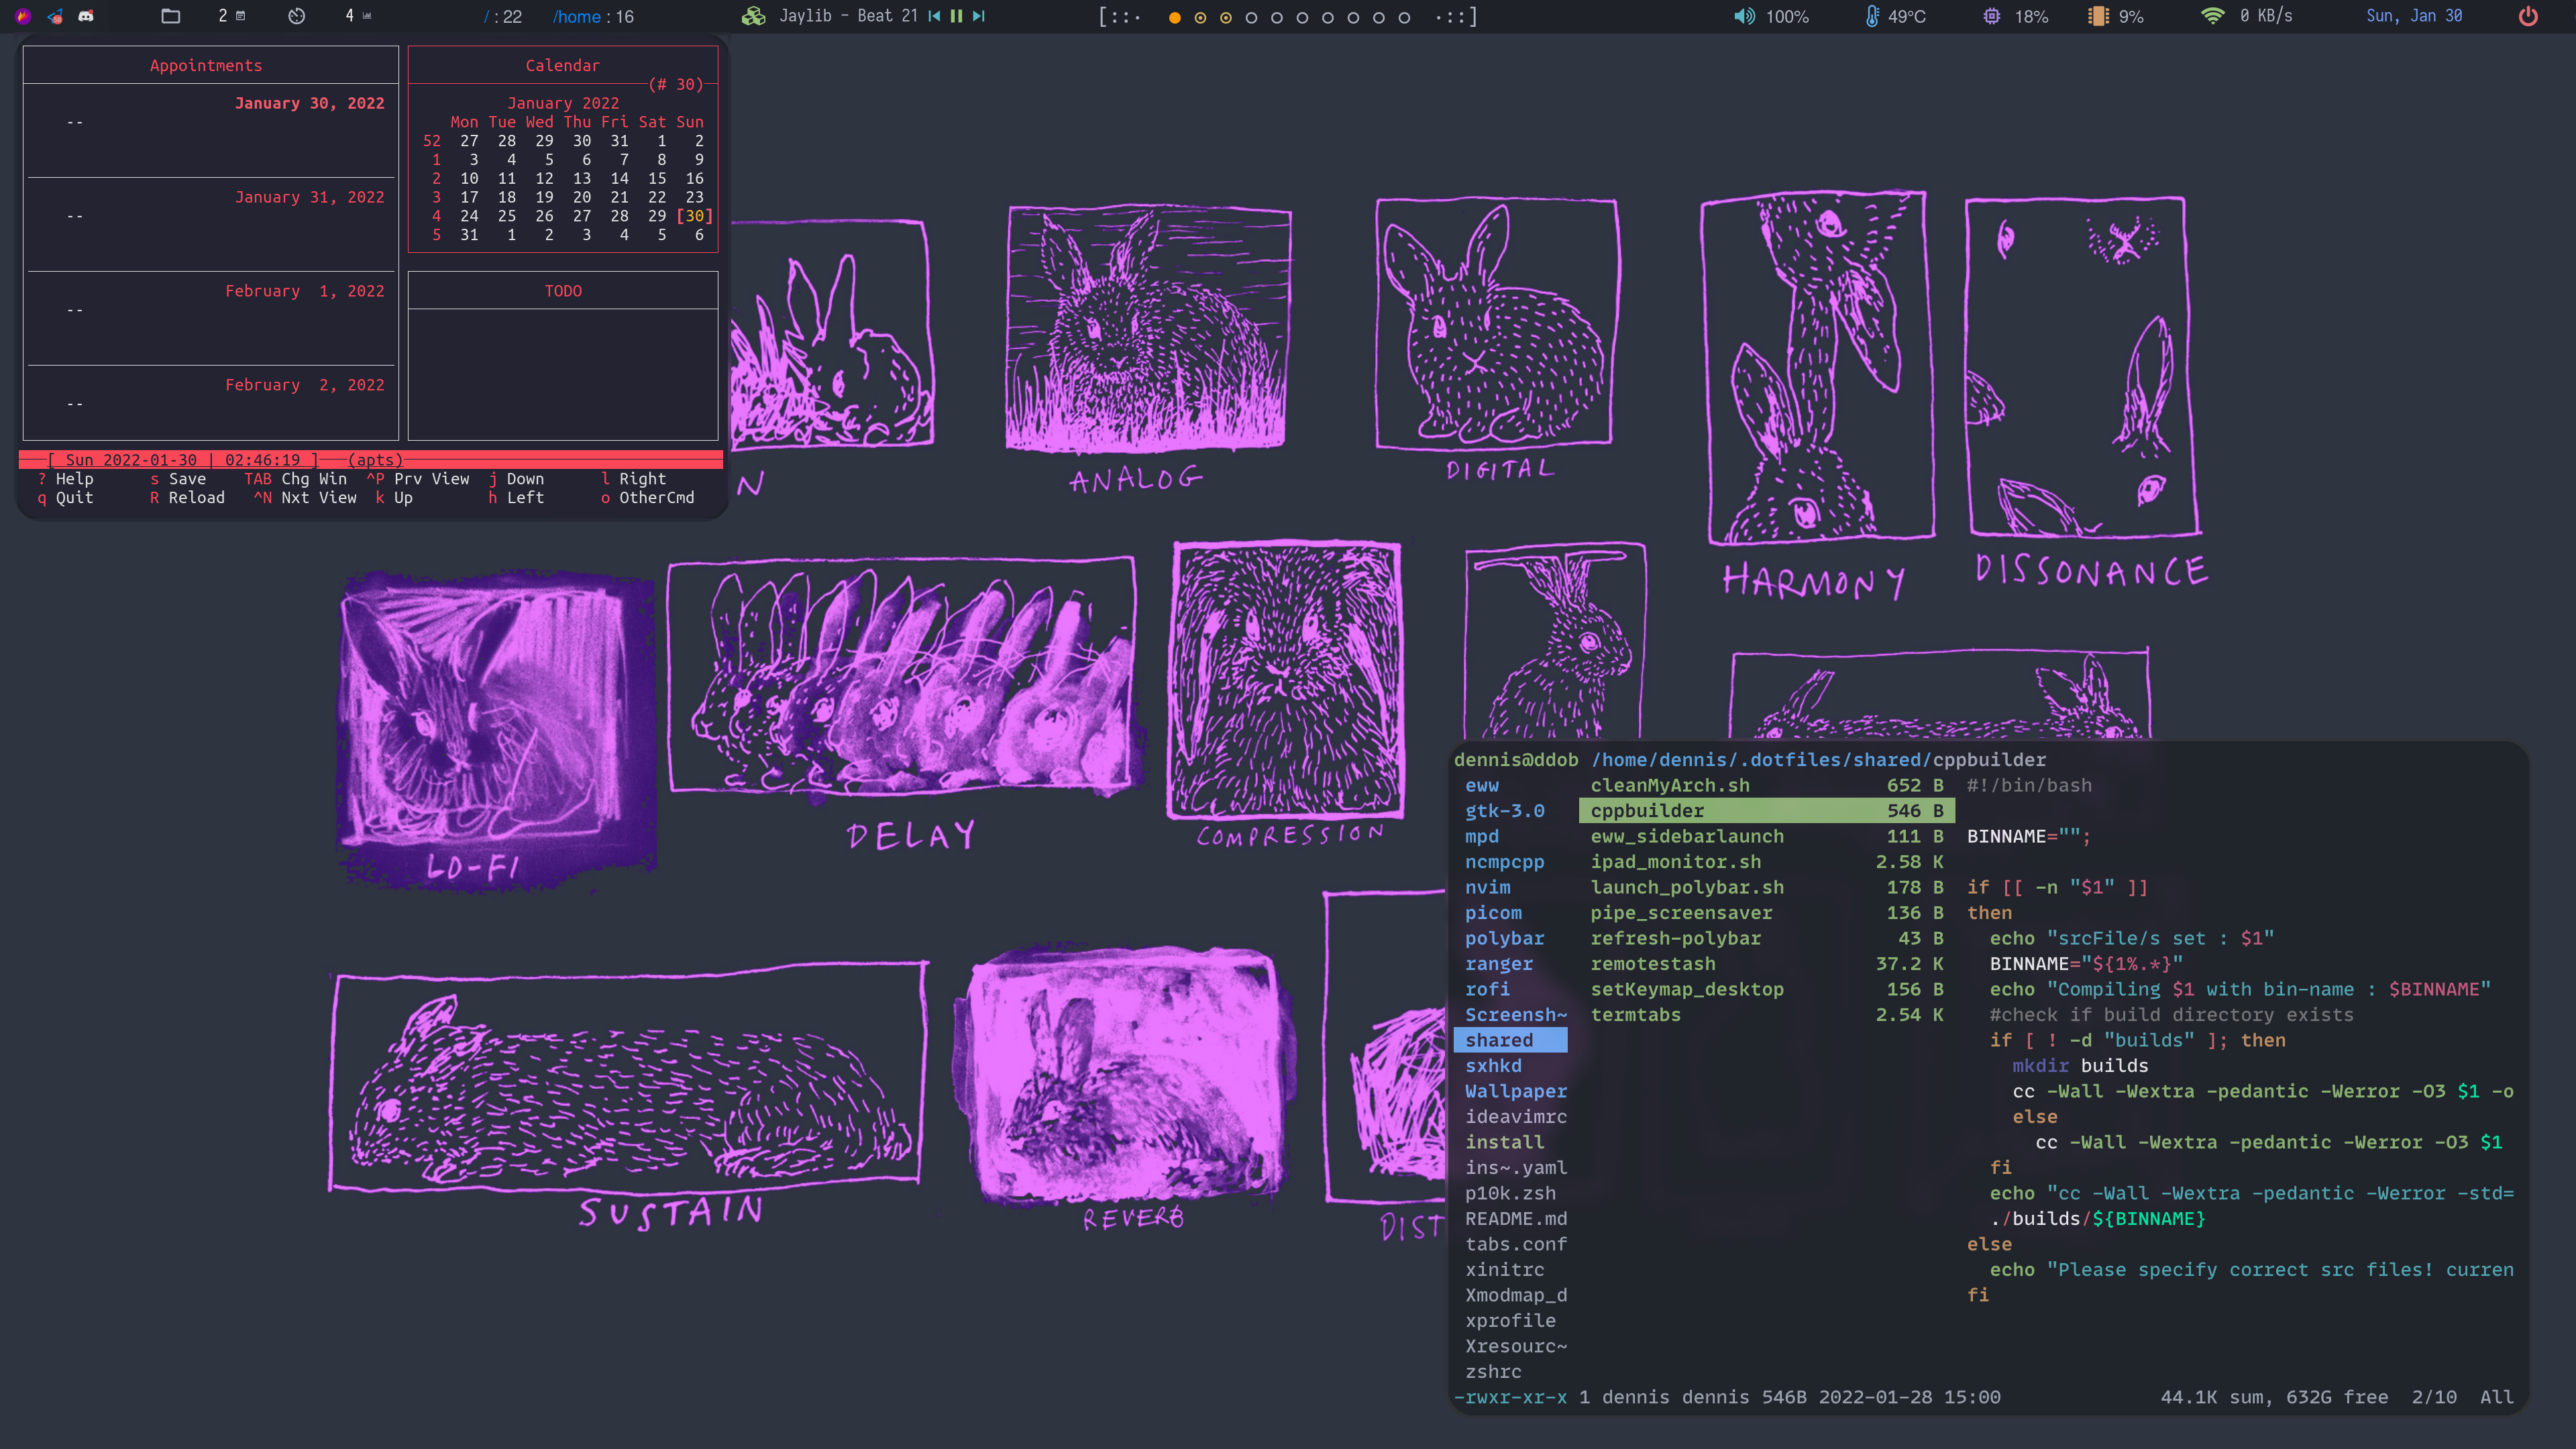 2 4 / : 22 /home : 16 Jaylib - Beat 21 [::· ·::] 100% 49°C 18% 9% 0 KB/s Sun, Jan 30
Appointments
January 30, 2022
--
January 31, 2022
--
February 1, 2022
--
February 2, 2022
--
Calendar
(# 30)
January 2022
Mon Tue Wed Thu Fri Sat Sun
52 27 28 29 30 31 1 2
1 3 4 5 6 7 8 9
2 10 11 12 13 14 15 16
3 17 18 19 20 21 22 23
4 24 25 26 27 28 29 [30]
5 31 1 2 3 4 5 6
TODO
[ Sun 2022-01-30 | 02:46:19 ] (apts)
? Help s Save TAB Chg Win ^P Prv View j Down l Right
q Quit R Reload ^N Nxt View k Up h Left o OtherCmd
N
ANALOG
DIGITAL
HARMONY
DISSONANCE
LO-FI
DELAY
COMPRESSION
SUSTAIN
REVERB
DIST
dennis@ddob /home/dennis/.dotfiles/shared/cppbuilder
eww
gtk-3.0
mpd
ncmpcpp
nvim
picom
polybar
ranger
rofi
Screensh~
shared
sxhkd
Wallpaper
ideavimrc
install
ins~.yaml
p10k.zsh
README.md
tabs.conf
xinitrc
Xmodmap_d
xprofile
Xresourc~
zshrc
cleanMyArch.sh 652 B
cppbuilder 546 B
eww_sidebarlaunch 111 B
ipad_monitor.sh 2.58 K
launch_polybar.sh 178 B
pipe_screensaver 136 B
refresh-polybar 43 B
remotestash 37.2 K
setKeymap_desktop 156 B
termtabs 2.54 K
#!/bin/bash
BINNAME="";
if [[ -n "$1" ]]
then
echo "srcFile/s set : $1"
BINNAME="${1%.*}"
echo "Compiling $1 with bin-name : $BINNAME"
#check if build directory exists
if [ ! -d "builds" ]; then
mkdir builds
cc -Wall -Wextra -pedantic -Werror -O3 $1 -o
else
cc -Wall -Wextra -pedantic -Werror -O3 $1
fi
echo "cc -Wall -Wextra -pedantic -Werror -std=
./builds/${BINNAME}
else
echo "Please specify correct src files! curren
fi
-rwxr-xr-x 1 dennis dennis 546B 2022-01-28 15:00 44.1K sum, 632G free 2/10 All